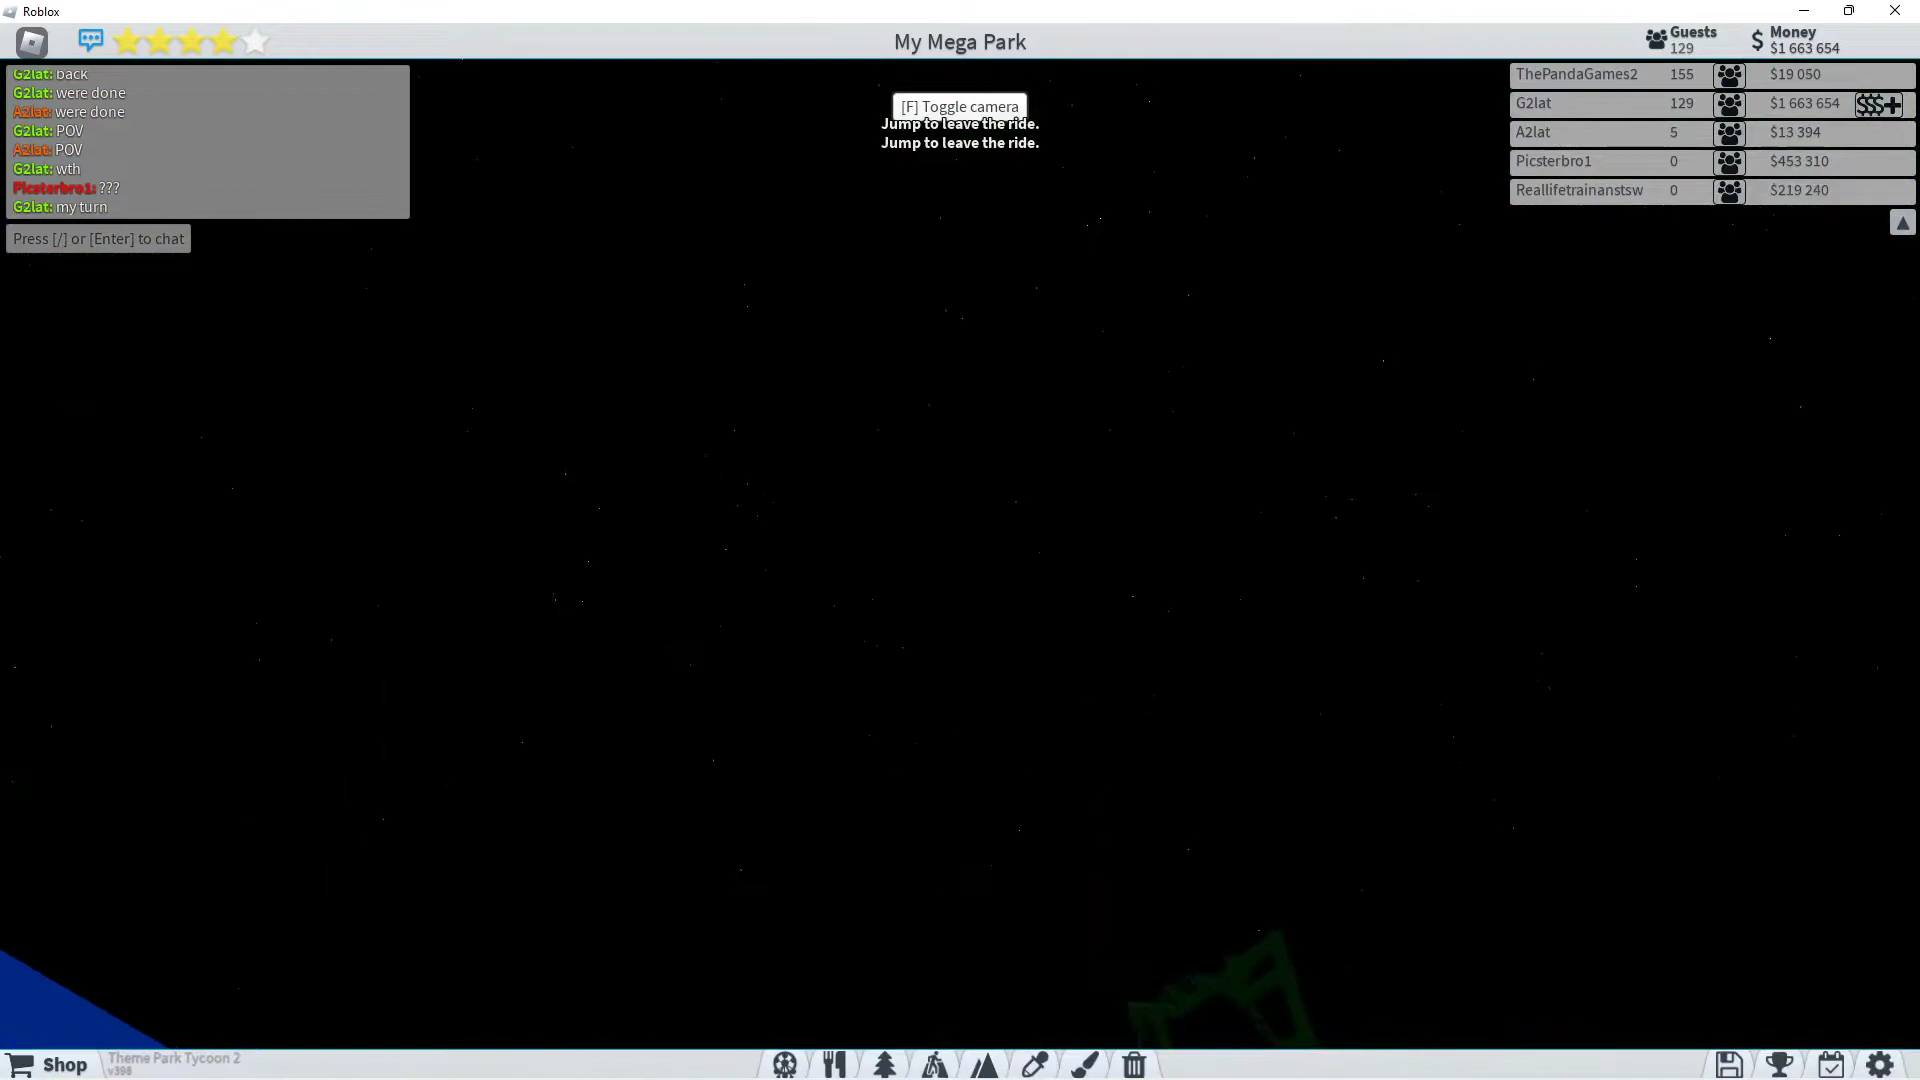 Roblox
My Mega Park
Guests
129
Money
$1 663 654
G2lat: back
G2lat: were done
A2lat: were done
G2lat: POV
A2lat: POV
G2lat: wth
Picsterbro1: ???
G2lat: my turn
Press [/] or [Enter] to chat
[F] Toggle camera
Jump to leave the ride.
Jump to leave the ride.
ThePandaGames2 155 $19 050
G2lat 129 $1 663 654 $$$+
A2lat 5 $13 394
Picsterbro1 0 $453 310
Reallifetrainanstsw 0 $219 240
Shop
Theme Park Tycoon 2
v398